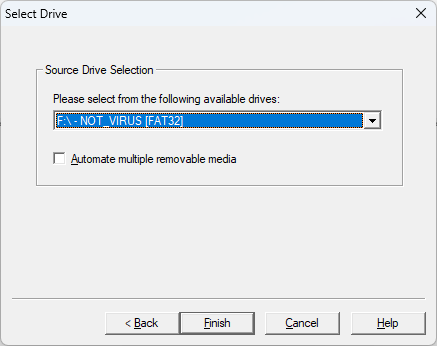 Select Drive
Source Drive Selection
Please select from the following available drives:
F:\ - NOT_VIRUS [FAT32]
Automate multiple removable media
< Back Finish Cancel Help